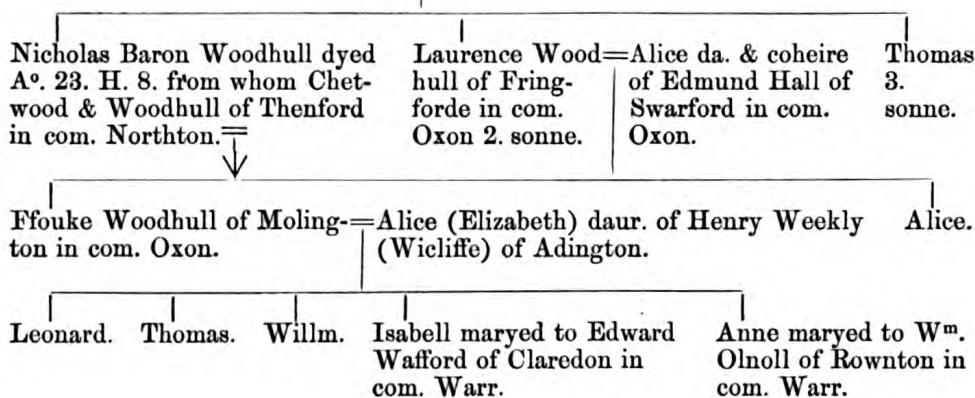 Nicholas Baron Woodhull dyed
Aº. 23. H. 8. from whom Chet-
wood & Woodhull of Thenford
in com. Northton.=
Laurence Wood=
hull of Fring-
forde in com.
Oxon 2. sonne.
Alice da. & coheire
of Edmund Hall of
Swarford in com.
Oxon.
Thomas
3.
sonne.
Ffouke Woodhull of Moling-=
ton in com. Oxon.
Alice (Elizabeth) daur. of Henry Weekly
(Wicliffe) of Adington.
Alice.
Leonard.
Thomas.
Willm.
Isabell maryed to Edward
Wafford of Claredon in
com. Warr.
Anne maryed to Wᵐ.
Olnoll of Rownton in
com. Warr.